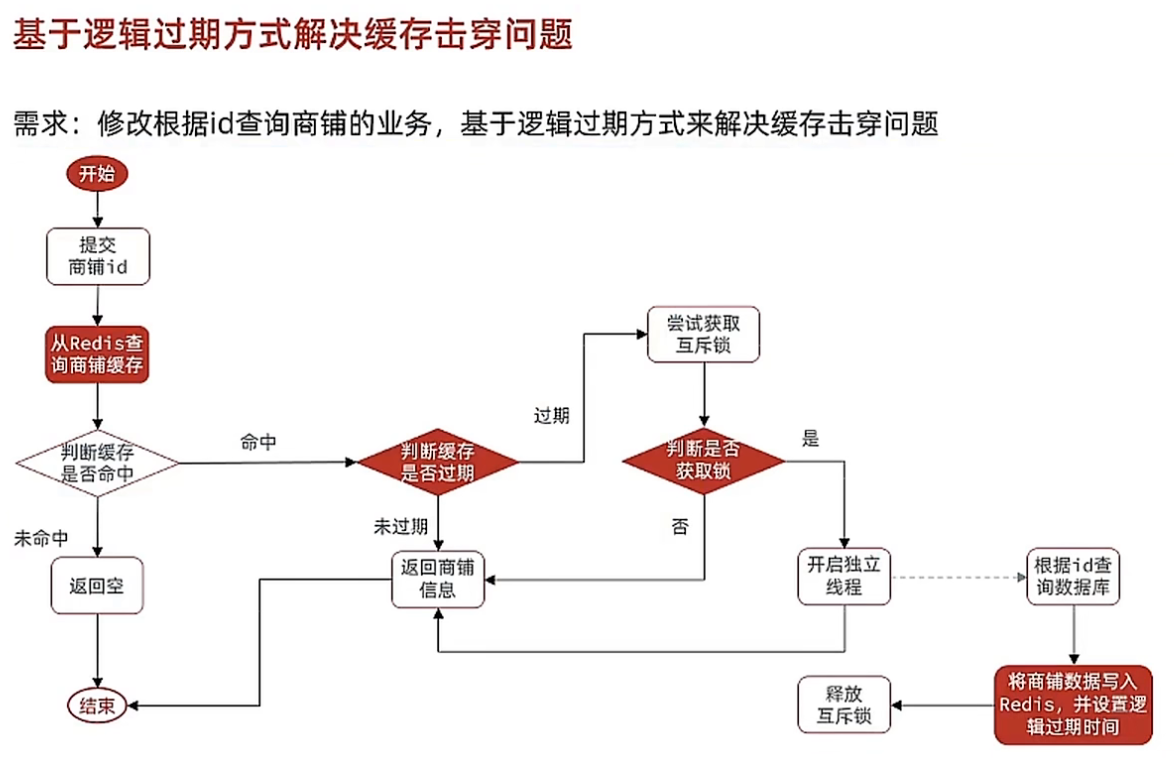 基于逻辑过期方式解决缓存击穿问题
需求：修改根据id查询商铺的业务，基于逻辑过期方式来解决缓存击穿问题
开始
提交
商铺id
从Redis查
询商铺缓存
判断缓存
是否命中
命中
未命中
返回空
结束
判断缓存
是否过期
过期
未过期
返回商铺
信息
尝试获取
互斥锁
判断是否
获取锁
是
否
开启独立
线程
根据id查
询数据库
将商铺数据写入
Redis，并设置逻
辑过期时间
释放
互斥锁